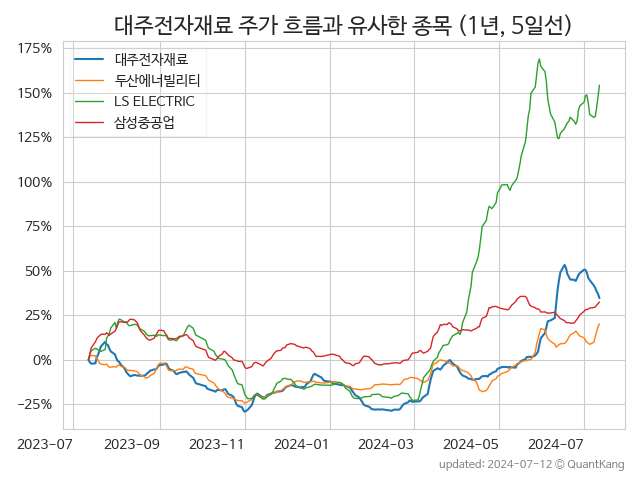 대주전자재료 주가 흐름과 유사한 종목 (1년, 5일선)
175%
150%
125%
100%
75%
50%
25%
0%
−25%
대주전자재료
두산에너빌리티
LS ELECTRIC
삼성중공업
2023-07 2023-09 2023-11 2024-01 2024-03 2024-05 2024-07
updated: 2024-07-12 © QuantKang